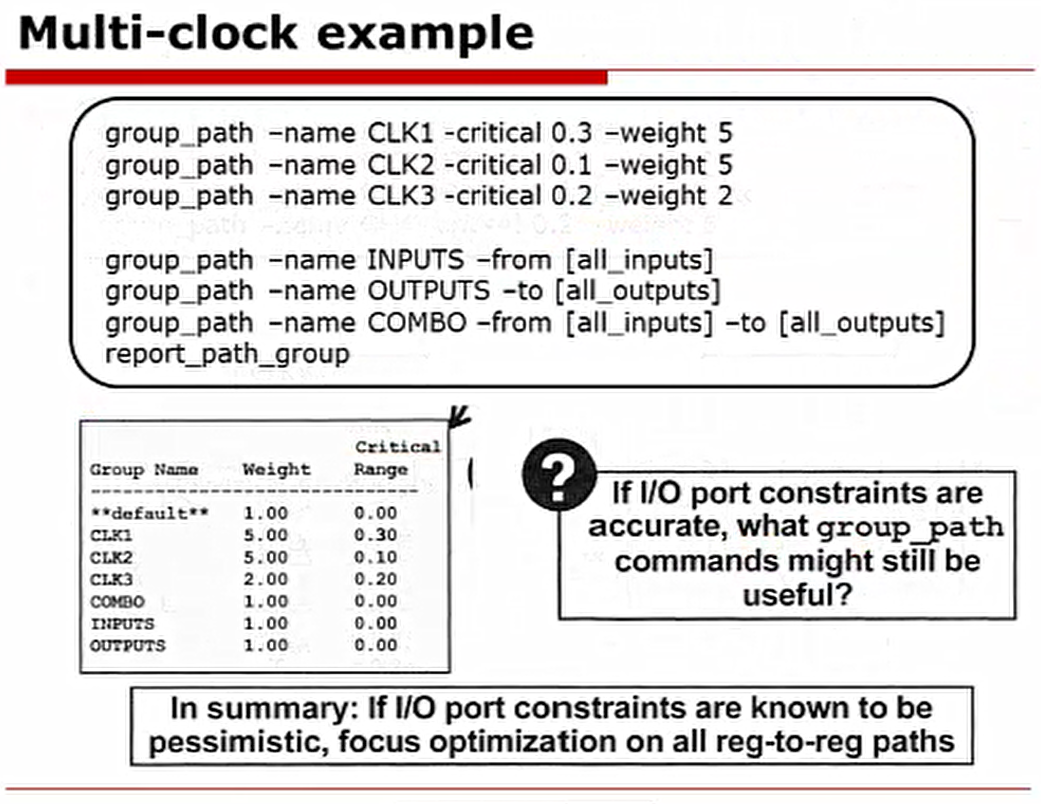 Multi-clock example
group_path –name CLK1 -critical 0.3 –weight 5
group_path –name CLK2 -critical 0.1 –weight 5
group_path –name CLK3 -critical 0.2 –weight 2
group_path –name INPUTS –from [all_inputs]
group_path –name OUTPUTS –to [all_outputs]
group_path –name COMBO –from [all_inputs] –to [all_outputs]
report_path_group
Critical
Group Name Weight Range
------------------------------------------
**default** 1.00 0.00
CLK1 5.00 0.30
CLK2 5.00 0.10
CLK3 2.00 0.20
COMBO 1.00 0.00
INPUTS 1.00 0.00
OUTPUTS 1.00 0.00
?
If I/O port constraints are
accurate, what group_path
commands might still be
useful?
In summary: If I/O port constraints are known to be
pessimistic, focus optimization on all reg-to-reg paths